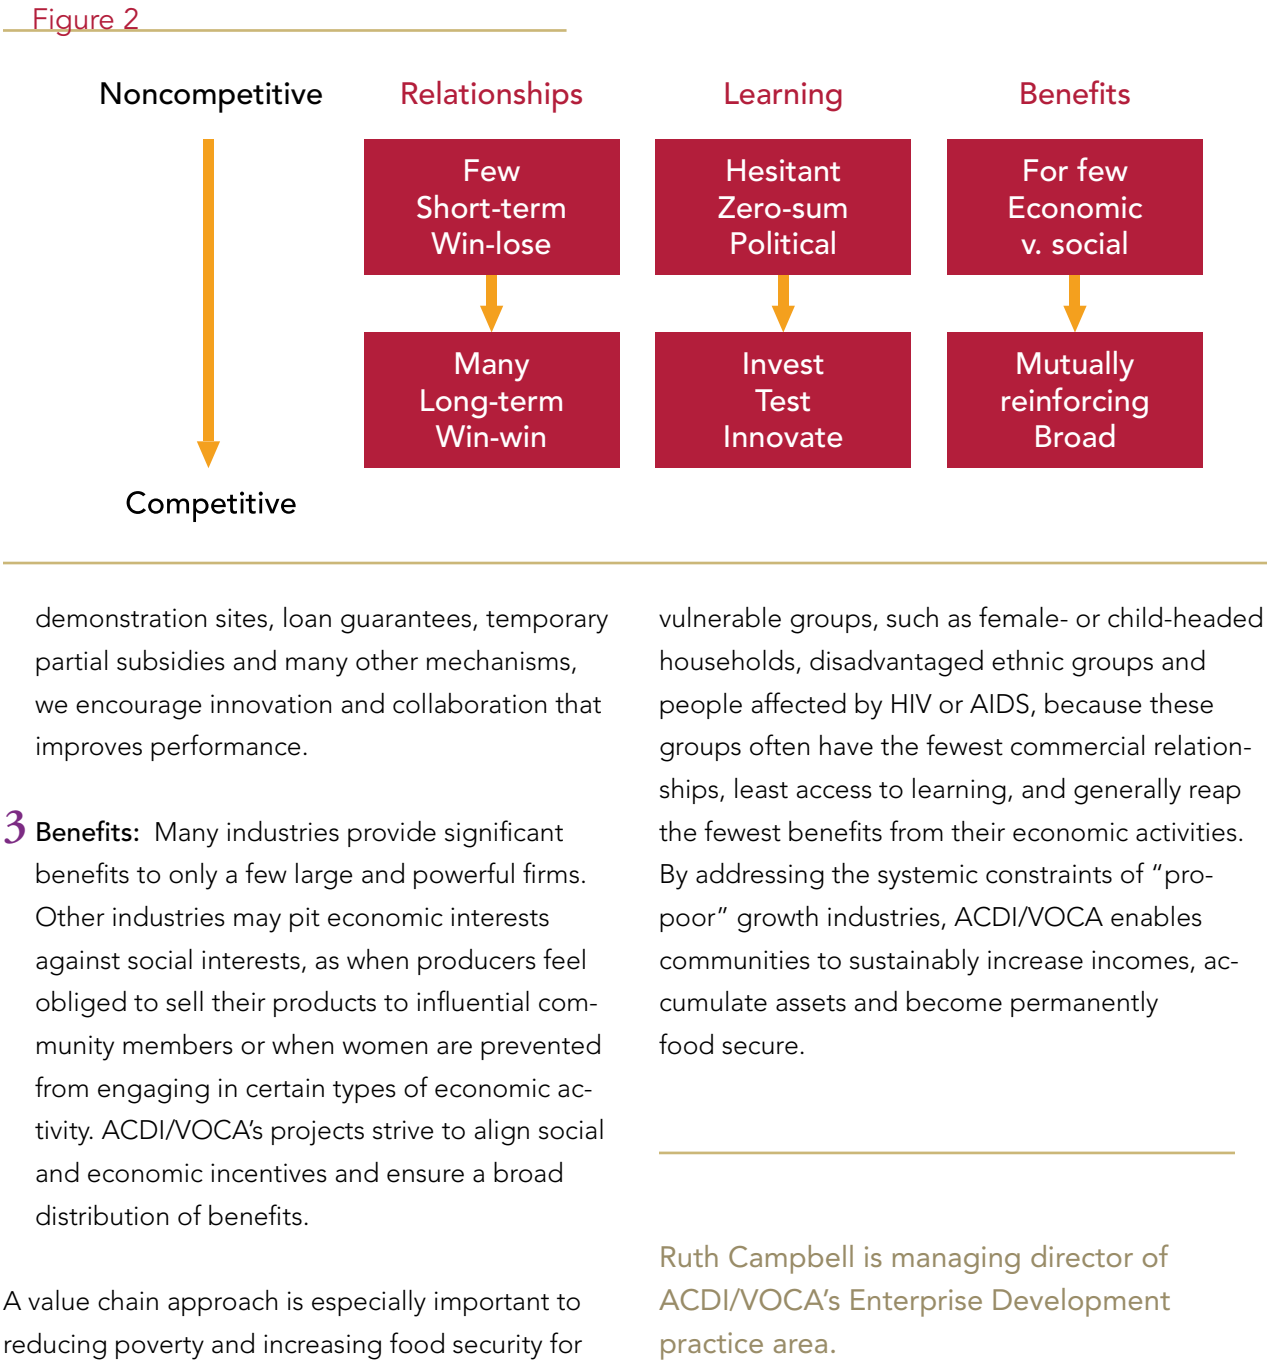 Figure 2
Noncompetitive
Relationships
Learning
Benefits
Few
Short-term
Win-lose
Hesitant
Zero-sum
Political
For few
Economic
v. social
Many
Long-term
Win-win
Invest
Test
Innovate
Mutually
reinforcing
Broad
Competitive
demonstration sites, loan guarantees, temporary
partial subsidies and many other mechanisms,
we encourage innovation and collaboration that
improves performance.
3 Benefits: Many industries provide significant
benefits to only a few large and powerful firms.
Other industries may pit economic interests
against social interests, as when producers feel
obliged to sell their products to influential com-
munity members or when women are prevented
from engaging in certain types of economic ac-
tivity. ACDI/VOCA’s projects strive to align social
and economic incentives and ensure a broad
distribution of benefits.
A value chain approach is especially important to
reducing poverty and increasing food security for
vulnerable groups, such as female- or child-headed
households, disadvantaged ethnic groups and
people affected by HIV or AIDS, because these
groups often have the fewest commercial relation-
ships, least access to learning, and generally reap
the fewest benefits from their economic activities.
By addressing the systemic constraints of “pro-
poor” growth industries, ACDI/VOCA enables
communities to sustainably increase incomes, ac-
cumulate assets and become permanently
food secure.
Ruth Campbell is managing director of
ACDI/VOCA’s Enterprise Development
practice area.